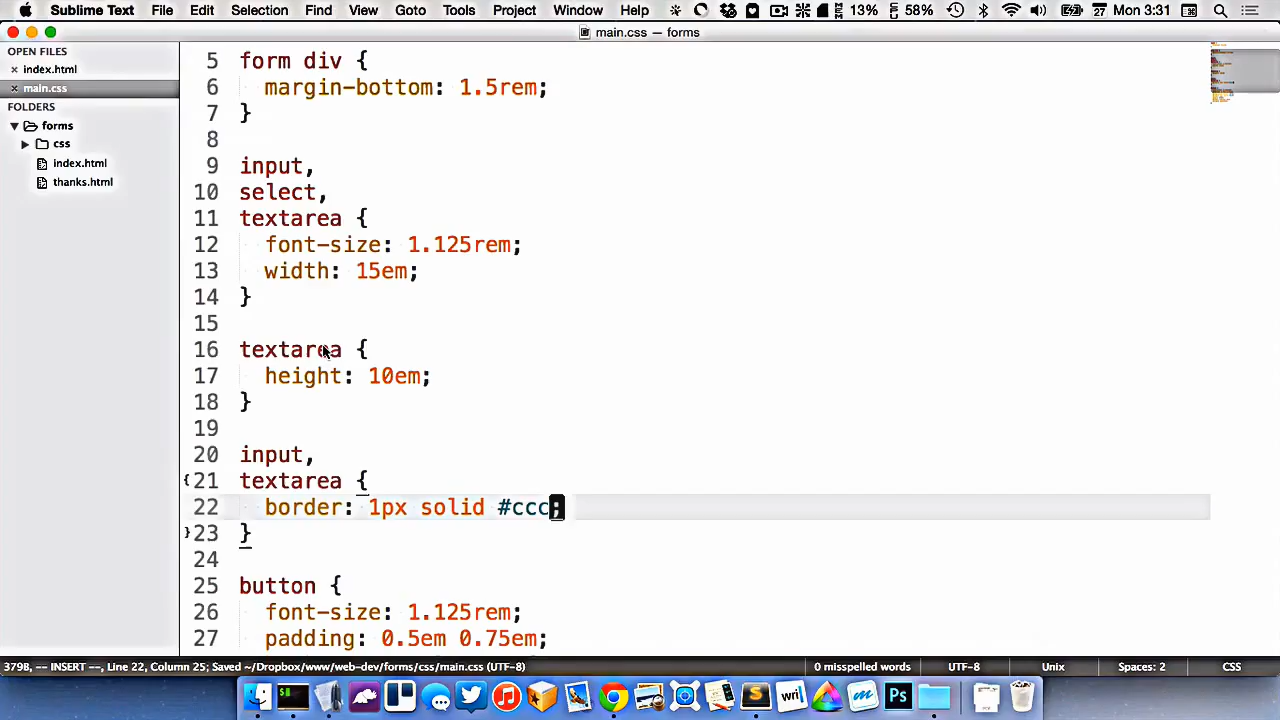 Sublime Text File Edit Selection Find View Goto Tools Project Window Help 13% 58% 27 Mon 3:31
main.css — forms
OPEN FILES
× index.html
× main.css
FOLDERS
forms
css
index.html
thanks.html
5 form div {
6 margin-bottom: 1.5rem;
7 }
8
9 input,
10 select,
11 textarea {
12 font-size: 1.125rem;
13 width: 15em;
14 }
15
16 textarea {
17 height: 10em;
18 }
19
20 input,
21 textarea {
22 border: 1px solid #ccc;
23 }
24
25 button {
26 font-size: 1.125rem;
27 padding: 0.5em 0.75em;
379B, -- INSERT --, Line 22, Column 25; Saved ~/Dropbox/www/web-dev/forms/css/main.css (UTF-8) 0 misspelled words UTF-8 Unix Spaces: 2 CSS
wri Ps